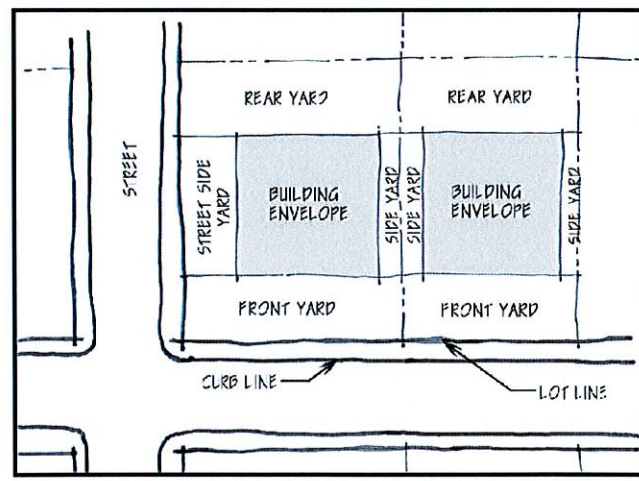 REAR YARD
REAR YARD
STREET
STREET SIDE
YARD
BUILDING
ENVELOPE
SIDE YARD
SIDE YARD
BUILDING
ENVELOPE
SIDE YARD
FRONT YARD
FRONT YARD
CURB LINE
LOT LINE